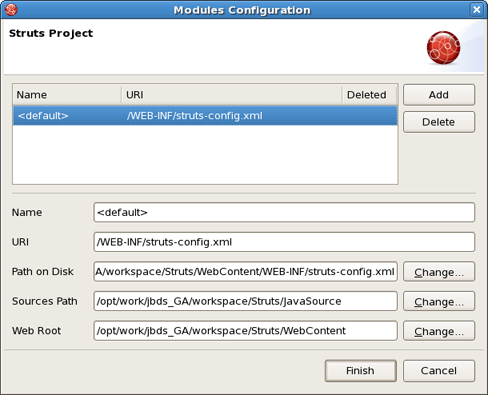 Modules Configuration
Struts Project
Name URI Deleted
<default> /WEB-INF/struts-config.xml
Add
Delete
Name <default>
URI /WEB-INF/struts-config.xml
Path on Disk A/workspace/Struts/WebContent/WEB-INF/struts-config.xml Change...
Sources Path /opt/work/jbds_GA/workspace/Struts/JavaSource Change...
Web Root /opt/work/jbds_GA/workspace/Struts/WebContent Change...
Finish Cancel